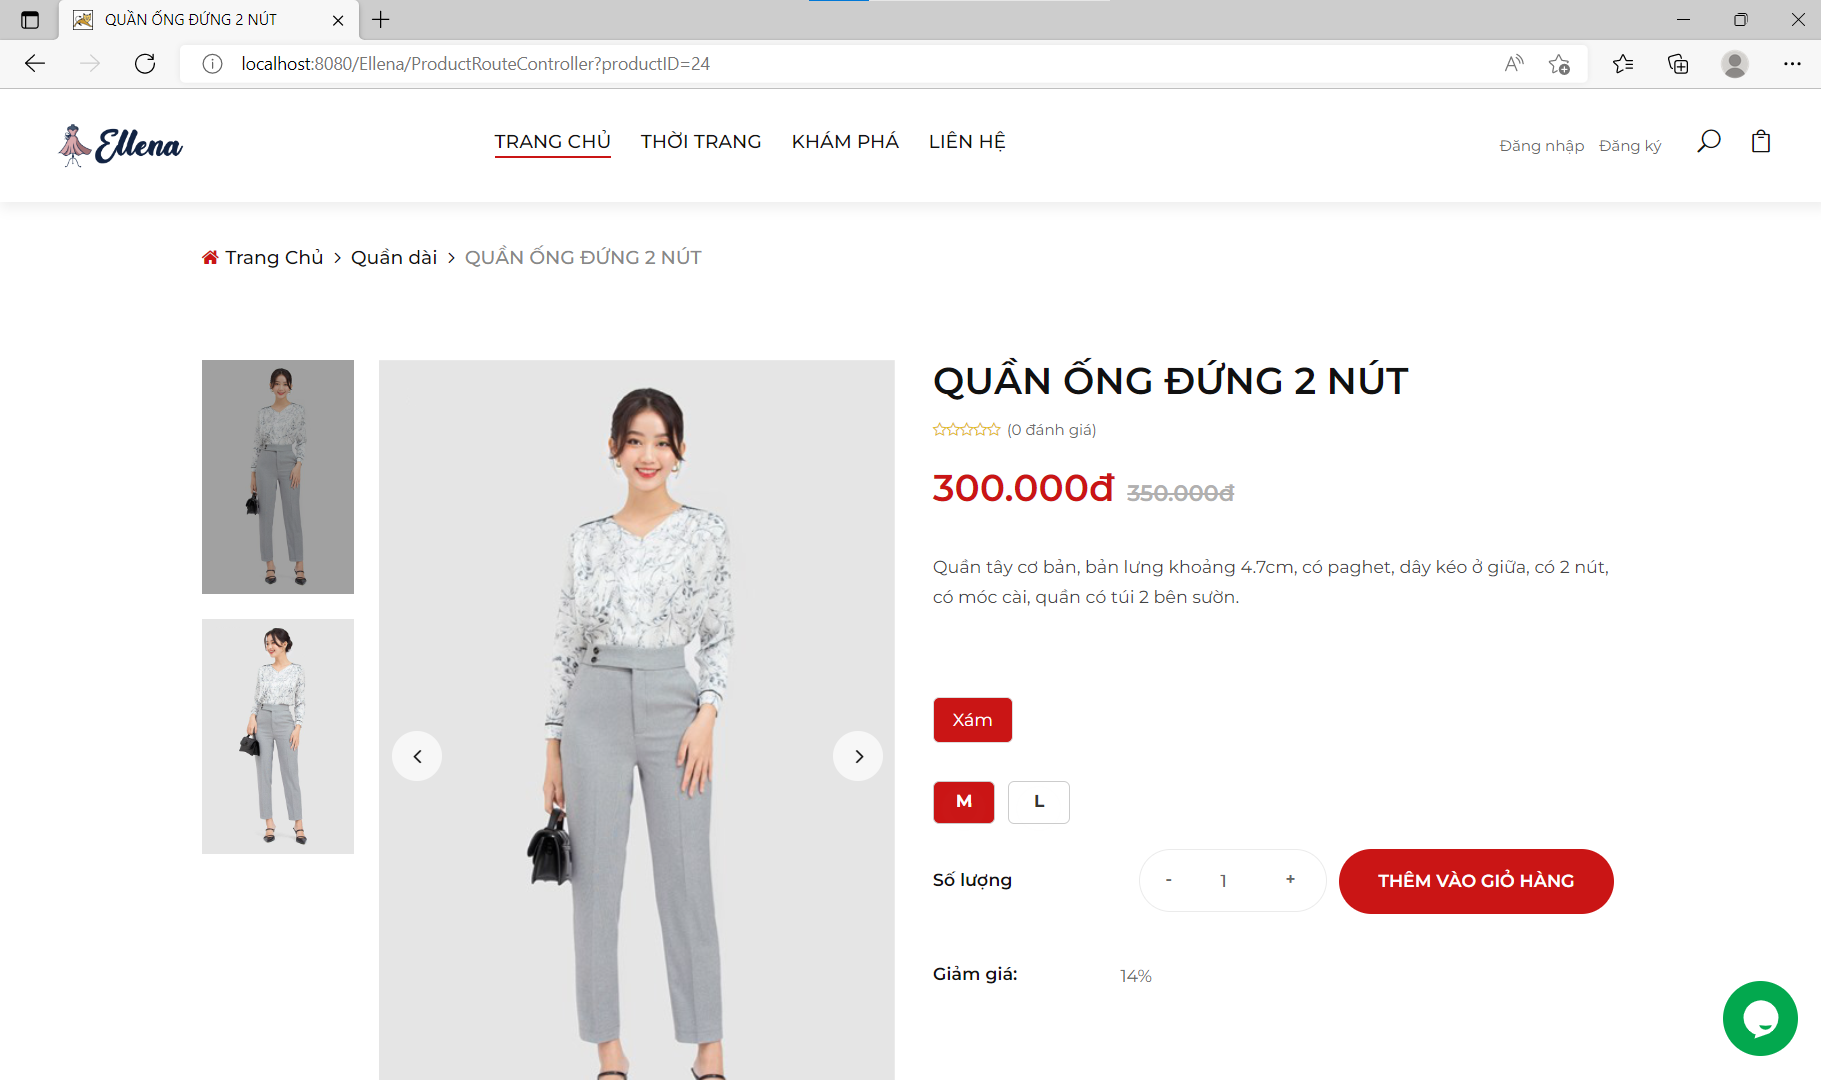 QUẦN ỐNG ĐỨNG 2 NÚT
localhost:8080/Ellena/ProductRouteController?productID=24
Ellena
TRANG CHỦ THỜI TRANG KHÁM PHÁ LIÊN HỆ
Đăng nhập Đăng ký
Trang Chủ > Quần dài > QUẦN ỐNG ĐỨNG 2 NÚT
QUẦN ỐNG ĐỨNG 2 NÚT
(0 đánh giá)
300.000đ 350.000đ
Quần tây cơ bản, bản lưng khoảng 4.7cm, có paghet, dây kéo ở giữa, có 2 nút,
có móc cài, quần có túi 2 bên sườn.
Xám
M L
Số lượng - 1 + THÊM VÀO GIỎ HÀNG
Giảm giá: 14%